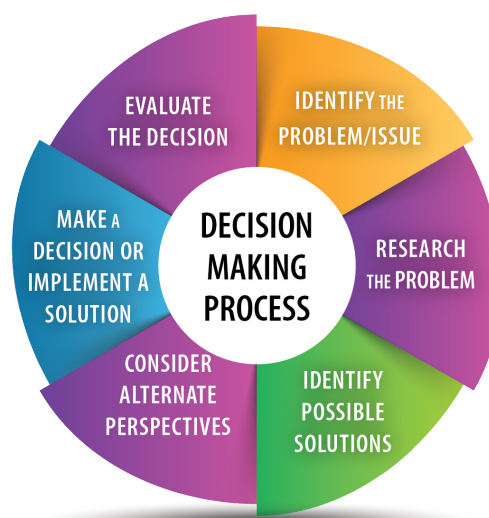 DECISION
MAKING
PROCESS
IDENTIFY THE
PROBLEM/ISSUE
RESEARCH
THE PROBLEM
IDENTIFY
POSSIBLE
SOLUTIONS
CONSIDER
ALTERNATE
PERSPECTIVES
MAKE A
DECISION OR
IMPLEMENT A
SOLUTION
EVALUATE
THE DECISION